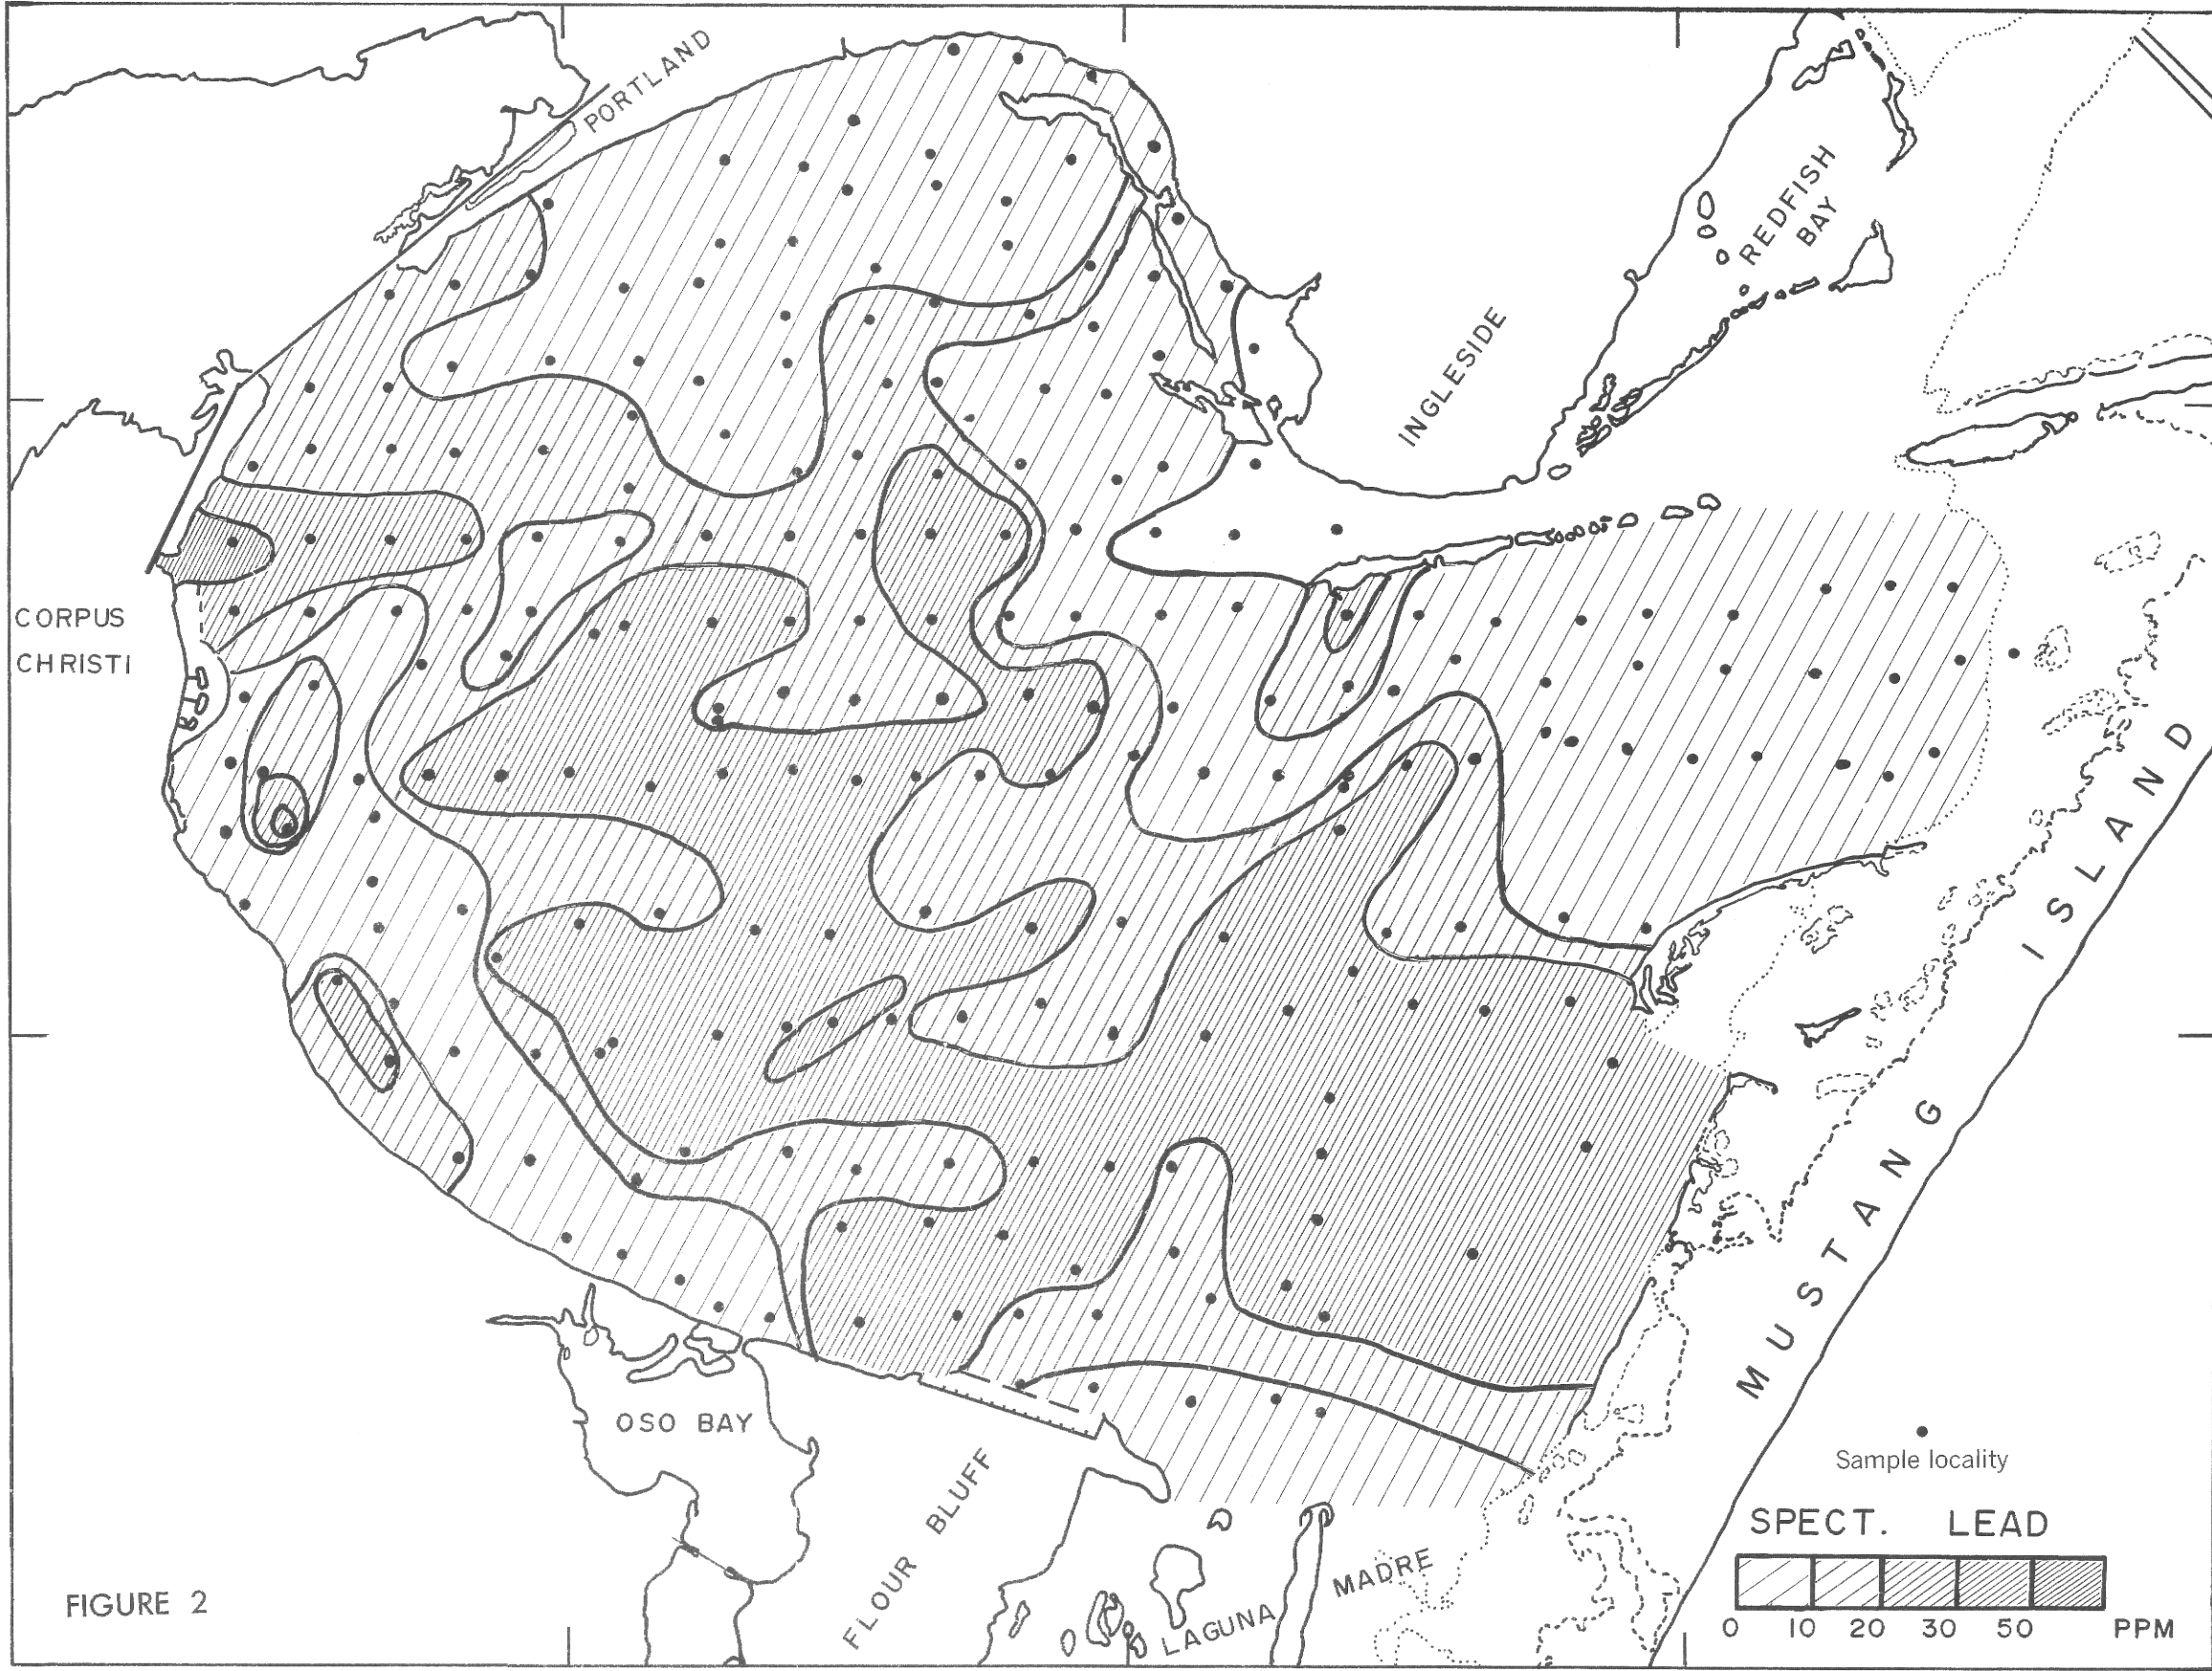 PORTLAND
REDFISH
BAY
INGLESIDE
CORPUS
CHRISTI
MUSTANG ISLAND
OSO BAY
FLOUR BLUFF
LAGUNA MADRE
Sample locality
SPECT. LEAD
0 10 20 30 50 PPM
FIGURE 2